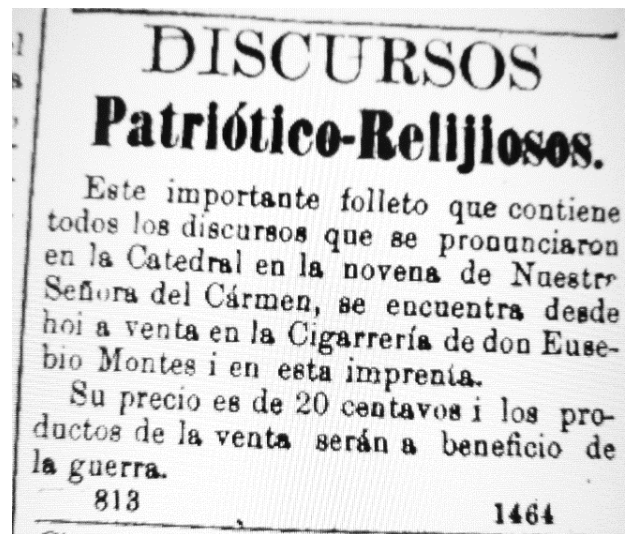 DISCURSOS
Patriótico-Relijiosos.
Este importante folleto que contiene
todos los discursos que se pronunciaron
en la Catedral en la novena de Nuestra
Señora del Cármen, se encuentra desde
hoi a venta en la Cigarrería de don Euse-
bio Montes i en esta imprenta.
Su precio es de 20 centavos i los pro-
ductos de la venta serán a beneficio de
la guerra.
813 1464